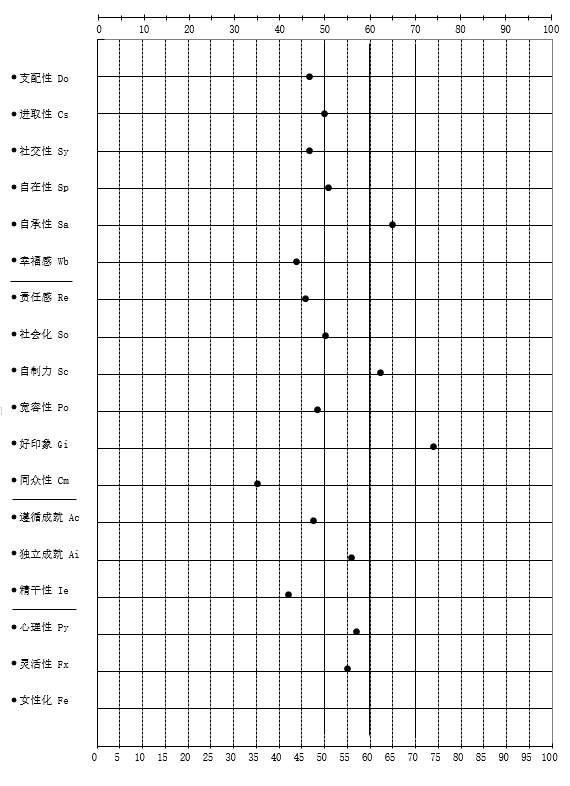 0 10 20 30 40 50 60 70 80 90 100
支配性 Do
进取性 Cs
社交性 Sy
自在性 Sp
自承性 Sa
幸福感 Wb
责任感 Re
社会化 So
自制力 Sc
宽容性 Po
好印象 Gi
同众性 Cm
遵循成就 Ac
独立成就 Ai
精干性 Ie
心理性 Py
灵活性 Fx
女性化 Fe
0 5 10 15 20 25 30 35 40 45 50 55 60 65 70 75 80 85 90 95 100